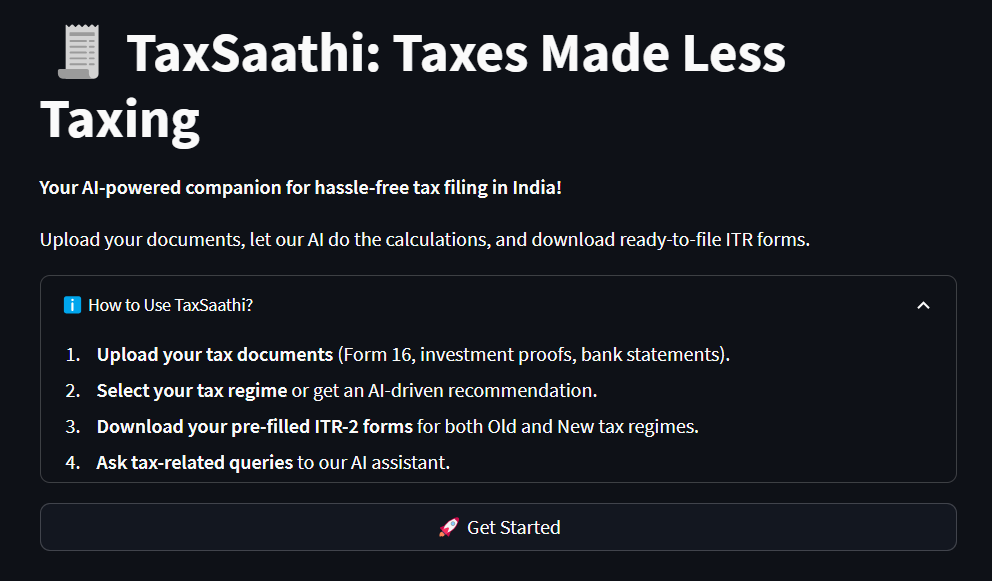 TaxSaathi: Taxes Made Less
Taxing
Your AI-powered companion for hassle-free tax filing in India!
Upload your documents, let our AI do the calculations, and download ready-to-file ITR forms.
How to Use TaxSaathi?
1. Upload your tax documents (Form 16, investment proofs, bank statements).
2. Select your tax regime or get an AI-driven recommendation.
3. Download your pre-filled ITR-2 forms for both Old and New tax regimes.
4. Ask tax-related queries to our AI assistant.
Get Started